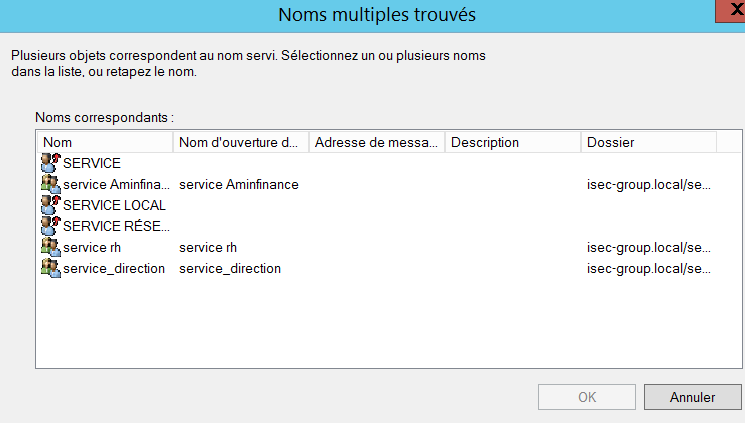 Noms multiples trouvés
X
Plusieurs objets correspondent au nom servi. Sélectionnez un ou plusieurs noms
dans la liste, ou retapez le nom.
Noms correspondants :
Nom Nom d'ouverture d... Adresse de messa... Description Dossier
SERVICE
service Aminfina... service Aminfinance isec-group.local/se...
SERVICE LOCAL
SERVICE RÉSE...
service rh service rh isec-group.local/se...
service_direction service_direction isec-group.local/se...
OK Annuler